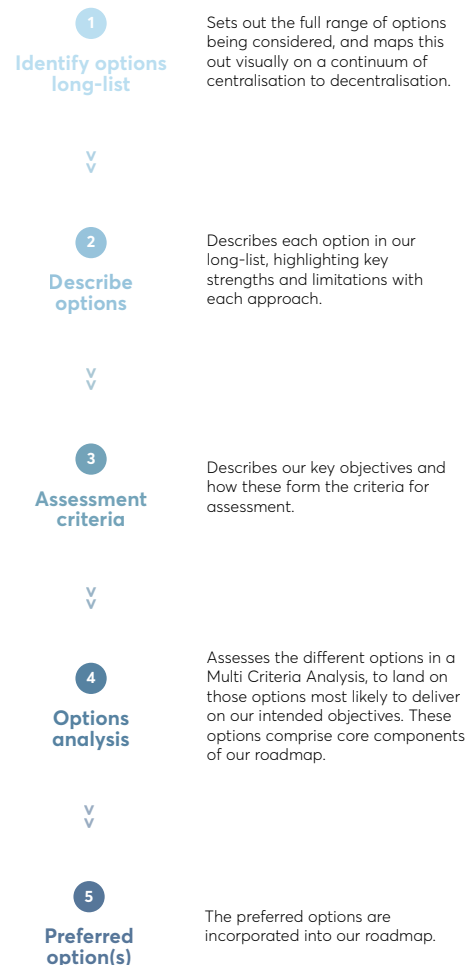 1
Identify options
long-list
Sets out the full range of options
being considered, and maps this
out visually on a continuum of
centralisation to decentralisation.
2
Describe
options
Describes each option in our
long-list, highlighting key
strengths and limitations with
each approach.
3
Assessment
criteria
Describes our key objectives and
how these form the criteria for
assessment.
4
Options
analysis
Assesses the different options in a
Multi Criteria Analysis, to land on
those options most likely to deliver
on our intended objectives. These
options comprise core components
of our roadmap.
5
Preferred
option(s)
The preferred options are
incorporated into our roadmap.